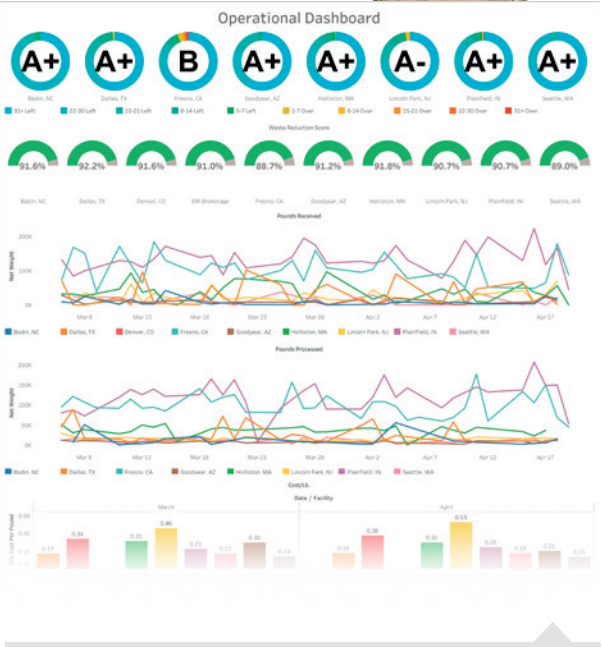 Operational Dashboard
A+ A+ B A+ A+ A- A+ A+
Badin, NC Dallas, TX Fresno, CA Goodyear, AZ Holliston, MA Lincoln Park, NJ Plainfield, IN Seattle, WA
31+ Left 22-30 Left 15-21 Left 8-14 Left 0-7 Left 1-7 Over 8-14 Over 15-21 Over 22-30 Over 31+ Over
Waste Reduction Score
91.6% 92.2% 91.6% 91.0% 88.7% 91.2% 91.8% 90.7% 90.7% 89.0%
Badin, NC Dallas, TX Denver, CO ERI Brokerage Fresno, CA Goodyear, AZ Holliston, MA Lincoln Park, NJ Plainfield, IN Seattle, WA
Pounds Received
Net Weight
200K
100K
0K
Mar 8 Mar 13 Mar 18 Mar 23 Mar 28 Apr 2 Apr 7 Apr 12 Apr 17
Badin, NC Dallas, TX Denver, CO Fresno, CA Goodyear, AZ Holliston, MA Lincoln Park, NJ Plainfield, IN Seattle, WA
Pounds Processed
Net Weight
200K
150K
100K
50K
0K
Mar 8 Mar 13 Mar 18 Mar 23 Mar 28 Apr 2 Apr 7 Apr 12 Apr 17
Badin, NC Dallas, TX Fresno, CA Goodyear, AZ Holliston, MA Lincoln Park, NJ Plainfield, IN Seattle, WA
Cost/Lb.
Date / Facility
March April
Cost Per Pound
0.60
0.40
0.17 0.34 0.31 0.46 0.23 0.17 0.30 0.14
0.18 0.38 0.30 0.53 0.25 0.18 0.21 0.14